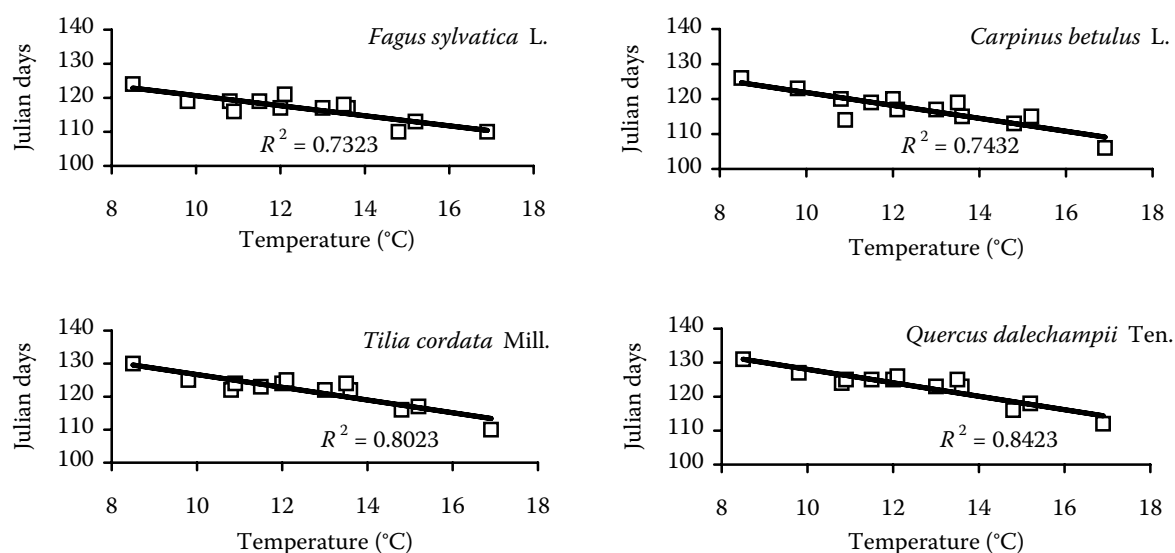 Fagus sylvatica L.
Julian days
140
130
120
110
100
R² = 0.7323
8 10 12 14 16 18
Temperature (°C)
Carpinus betulus L.
Julian days
140
130
120
110
100
R² = 0.7432
8 10 12 14 16 18
Temperature (°C)
Tilia cordata Mill.
Julian days
140
130
120
110
100
R² = 0.8023
8 10 12 14 16 18
Temperature (°C)
Quercus dalechampii Ten.
Julian days
140
130
120
110
100
R² = 0.8423
8 10 12 14 16 18
Temperature (°C)